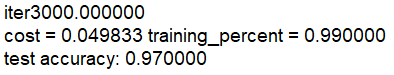 iter3000.000000
cost = 0.049833 training_percent = 0.990000
test accuracy: 0.970000